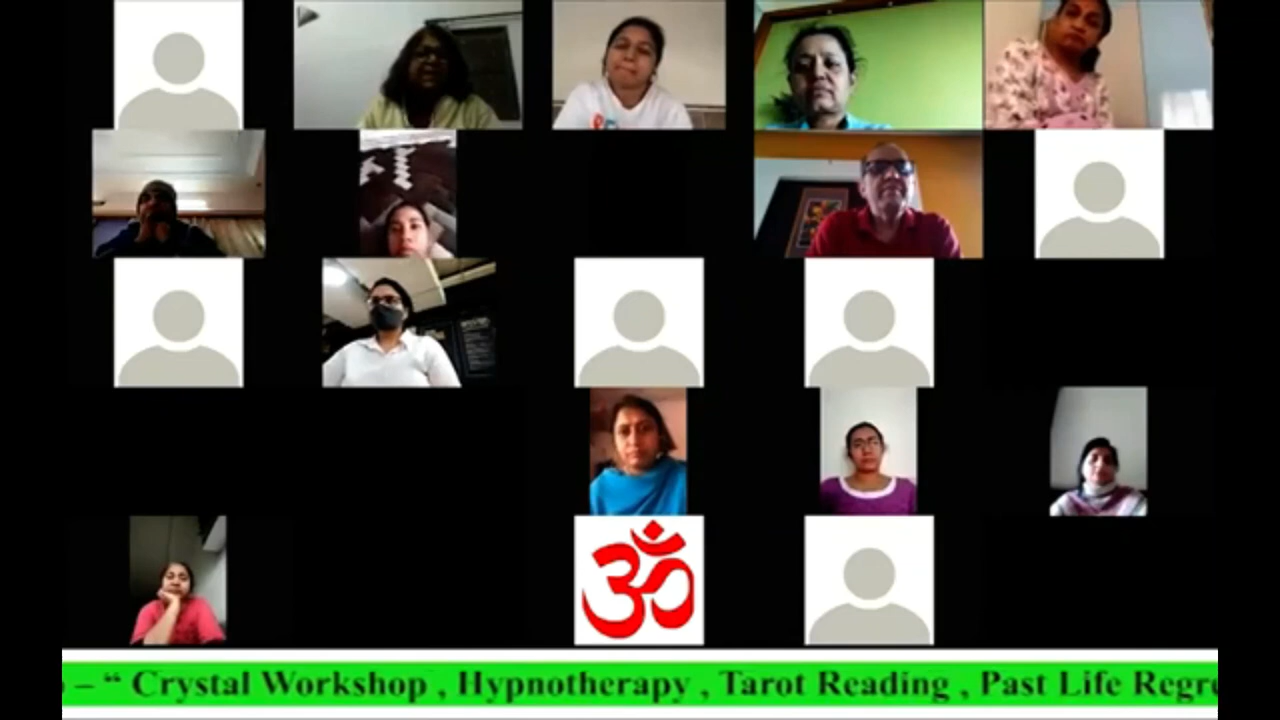 ॐ
– “ Crystal Workshop , Hypnotherapy , Tarot Reading , Past Life Regre